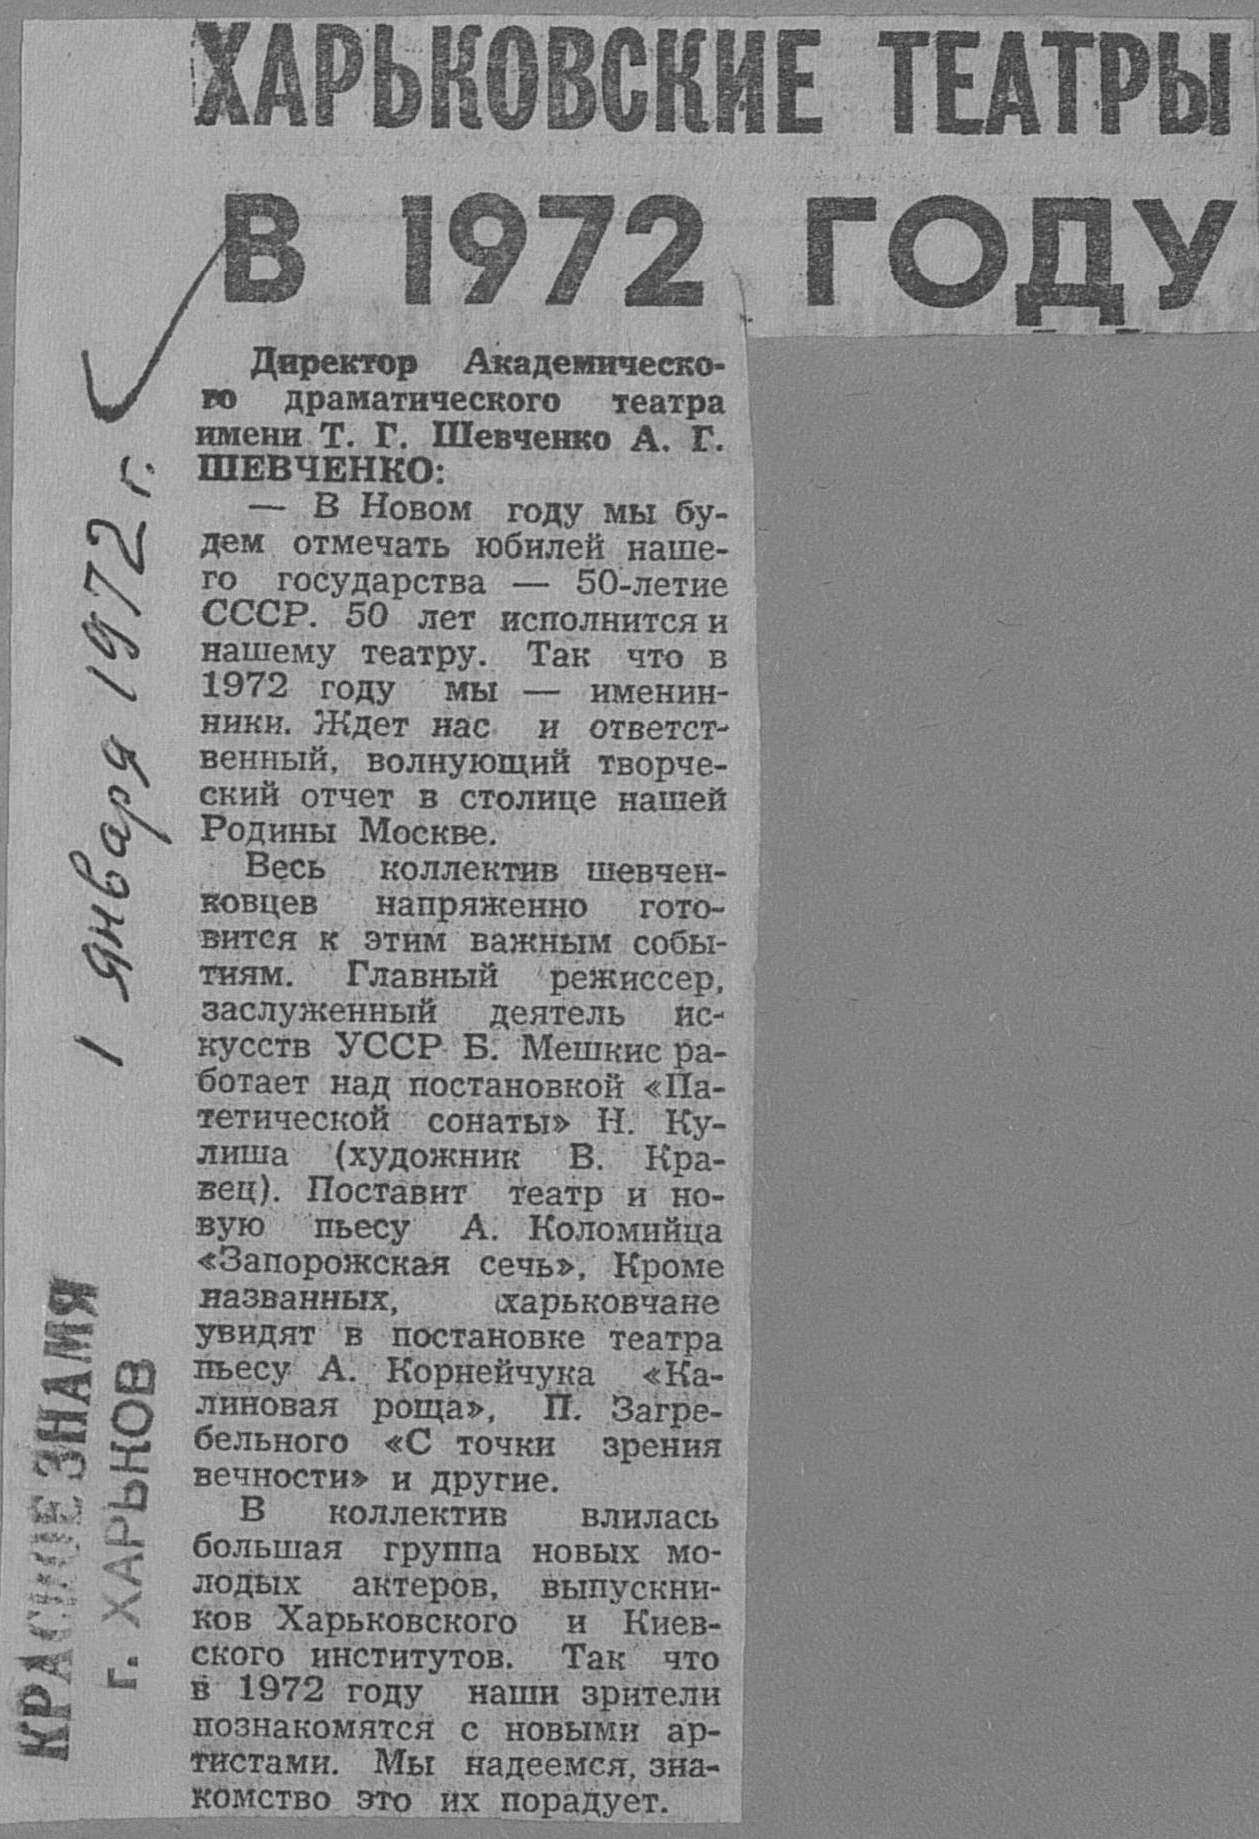 ХАРЬКОВСКИЕ ТЕАТРЫ
В 1972 ГОДУ
Директор Академическо-
го драматического театра
имени Т. Г. Шевченко А. Г.
ШЕВЧЕНКО:
— В Новом году мы бу-
дем отмечать юбилей наше-
го государства — 50-летие
СССР. 50 лет исполнится и
нашему театру. Так что в
1972 году мы — именин-
ники. Ждет нас и ответст-
венный, волнующий творче-
ский отчет в столице нашей
Родины Москве.
Весь коллектив шевчен-
ковцев напряженно гото-
вится к этим важным собы-
тиям. Главный режиссер,
заслуженный деятель ис-
кусств УССР Б. Мешкис ра-
ботает над постановкой «Па-
тетической сонаты» Н. Ку-
лиша (художник В. Кра-
вец). Поставит театр и но-
вую пьесу А. Коломийца
«Запорожская сечь», Кроме
названных, харьковчане
увидят в постановке театра
пьесу А. Корнейчука «Ка-
линовая роща», П. Загре-
бельного «С точки зрения
вечности» и другие.
В коллектив влилась
большая группа новых мо-
лодых актеров, выпускни-
ков Харьковского и Киев-
ского институтов. Так что
в 1972 году наши зрители
познакомятся с новыми ар-
тистами. Мы надеемся, зна-
комство это их порадует.
1 января 1972 г.
КРАСНОЕ ЗНАМЯ
г. ХАРЬКОВ